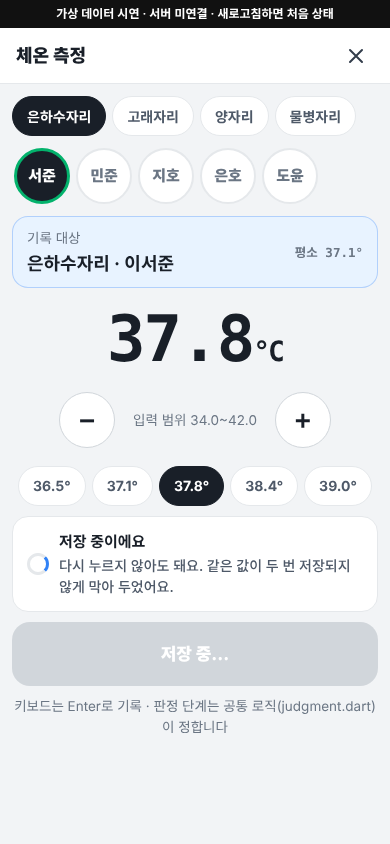 가상 데이터 시연 · 서버 미연결 · 새로고침하면 처음 상태
체온 측정
은하수자리 고래자리 양자리 물병자리
서준 민준 지호 은호 도윤
기록 대상
은하수자리 · 이서준
평소 37.1°
37.8°C
− 입력 범위 34.0~42.0 +
36.5° 37.1° 37.8° 38.4° 39.0°
저장 중이에요
다시 누르지 않아도 돼요. 같은 값이 두 번 저장되지
않게 막아 두었어요.
저장 중…
키보드는 Enter로 기록 · 판정 단계는 공통 로직(judgment.dart)
이 정합니다